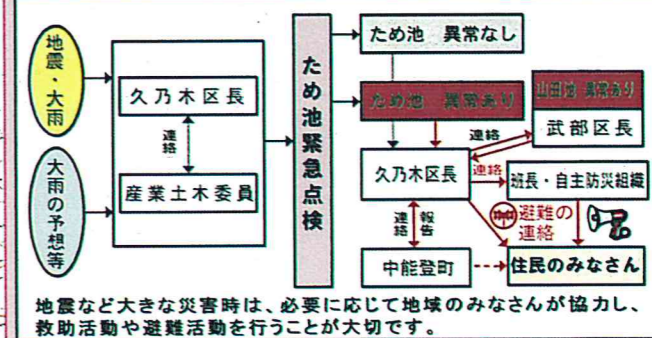 地震・大雨
大雨の予想等
久乃木区長
連絡
産業土木委員
ため池緊急点検
ため池 異常なし
ため池 異常あり
山田池 異常あり
武部区長
連絡
久乃木区長
連絡
班長・自主防災組織
避難の
連絡
連絡
報告
中能登町
住民のみなさん
地震など大きな災害時は、必要に応じて地域のみなさんが協力し、
救助活動や避難活動を行うことが大切です。